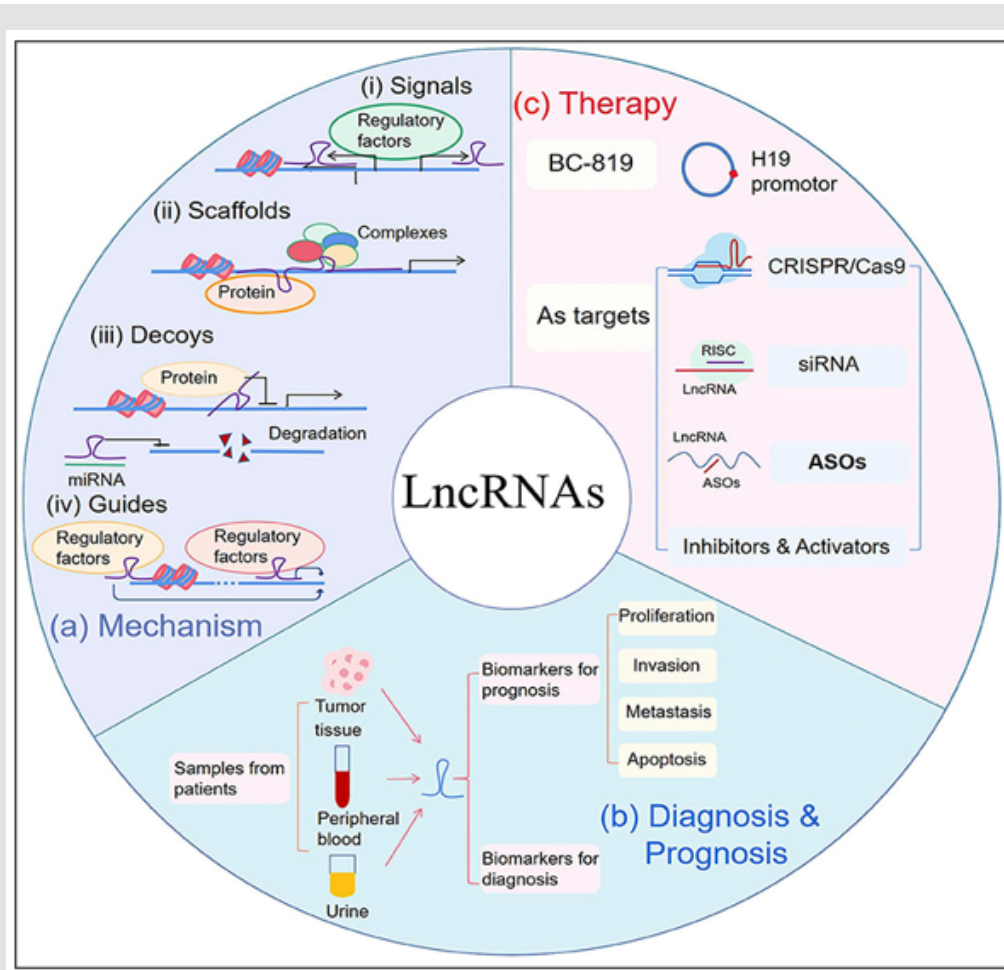 (i) Signals
Regulatory
factors
(ii) Scaffolds
Complexes
Protein
(iii) Decoys
Protein
Degradation
miRNA
(iv) Guides
Regulatory
factors
Regulatory
factors
(a) Mechanism
(c) Therapy
BC-819
H19
promotor
As targets
CRISPR/Cas9
RISC
LncRNA
siRNA
LncRNA
ASOs
ASOs
Inhibitors & Activators
LncRNAs
Samples from
patients
Tumor
tissue
Peripheral
blood
Urine
Biomarkers for
prognosis
Proliferation
Invasion
Metastasis
Apoptosis
Biomarkers for
diagnosis
(b) Diagnosis &
Prognosis